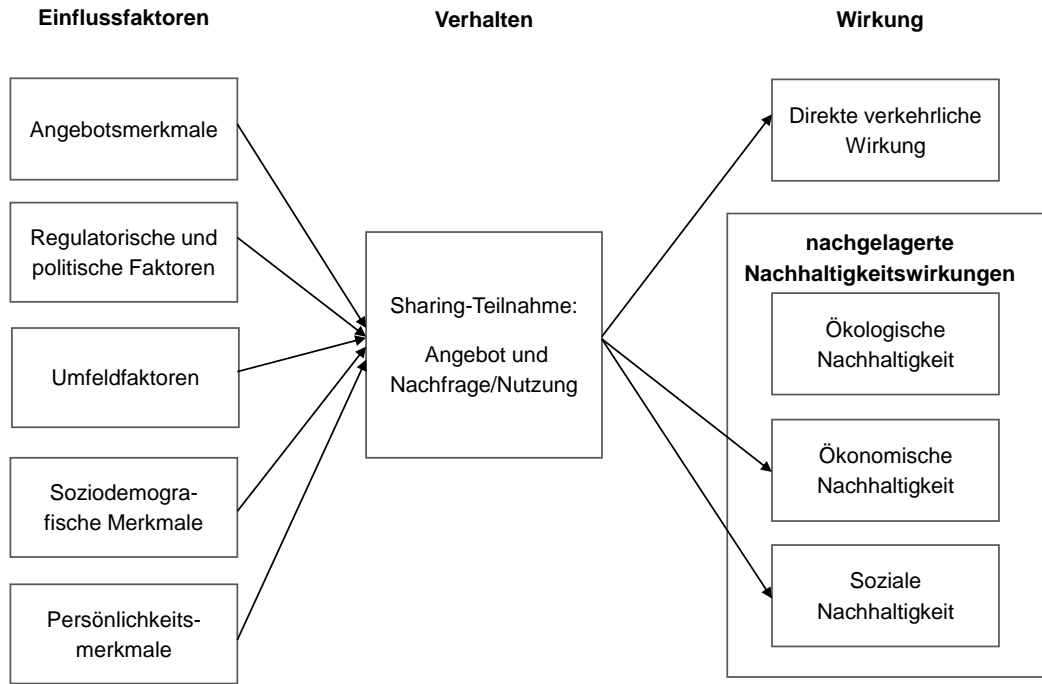 Einflussfaktoren
Verhalten
Wirkung
Angebotsmerkmale
Regulatorische und
politische Faktoren
Umfeldfaktoren
Soziodemogra-
fische Merkmale
Persönlichkeits-
merkmale
Sharing-Teilnahme:
Angebot und
Nachfrage/Nutzung
Direkte verkehrliche
Wirkung
nachgelagerte
Nachhaltigkeitswirkungen
Ökologische
Nachhaltigkeit
Ökonomische
Nachhaltigkeit
Soziale
Nachhaltigkeit